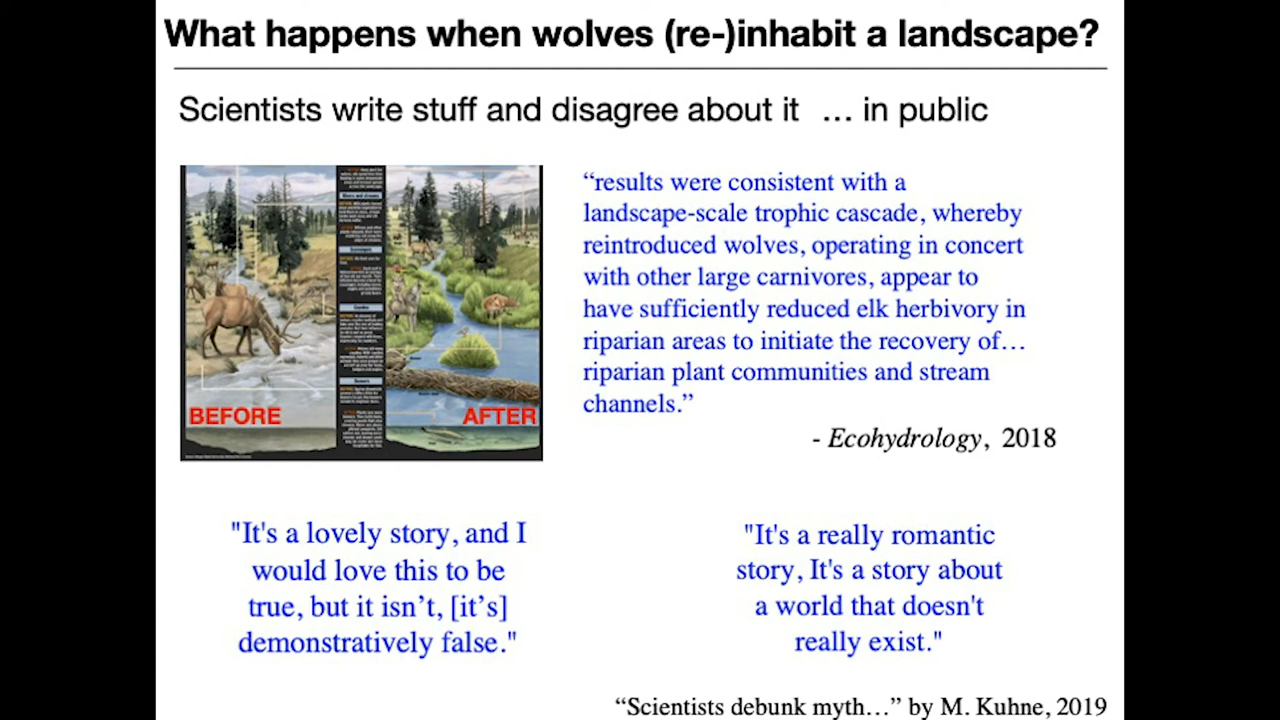 What happens when wolves (re-)inhabit a landscape?
Scientists write stuff and disagree about it … in public
BEFORE
AFTER
“results were consistent with a
landscape-scale trophic cascade, whereby
reintroduced wolves, operating in concert
with other large carnivores, appear to
have sufficiently reduced elk herbivory in
riparian areas to initiate the recovery of…
riparian plant communities and stream
channels.”
- Ecohydrology, 2018
"It's a lovely story, and I
would love this to be
true, but it isn’t, [it’s]
demonstratively false."
"It's a really romantic
story, It's a story about
a world that doesn't
really exist."
“Scientists debunk myth…” by M. Kuhne, 2019